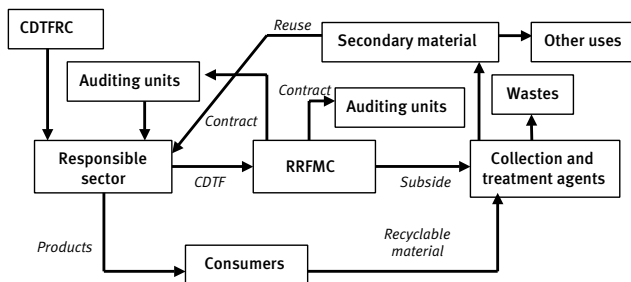 CDTFRC
Reuse
Secondary material
Other uses
Auditing units
Contract
Contract
Auditing units
Wastes
Responsible
sector
CDTF
RRFMC
Subside
Collection and
treatment agents
Products
Consumers
Recyclable
material